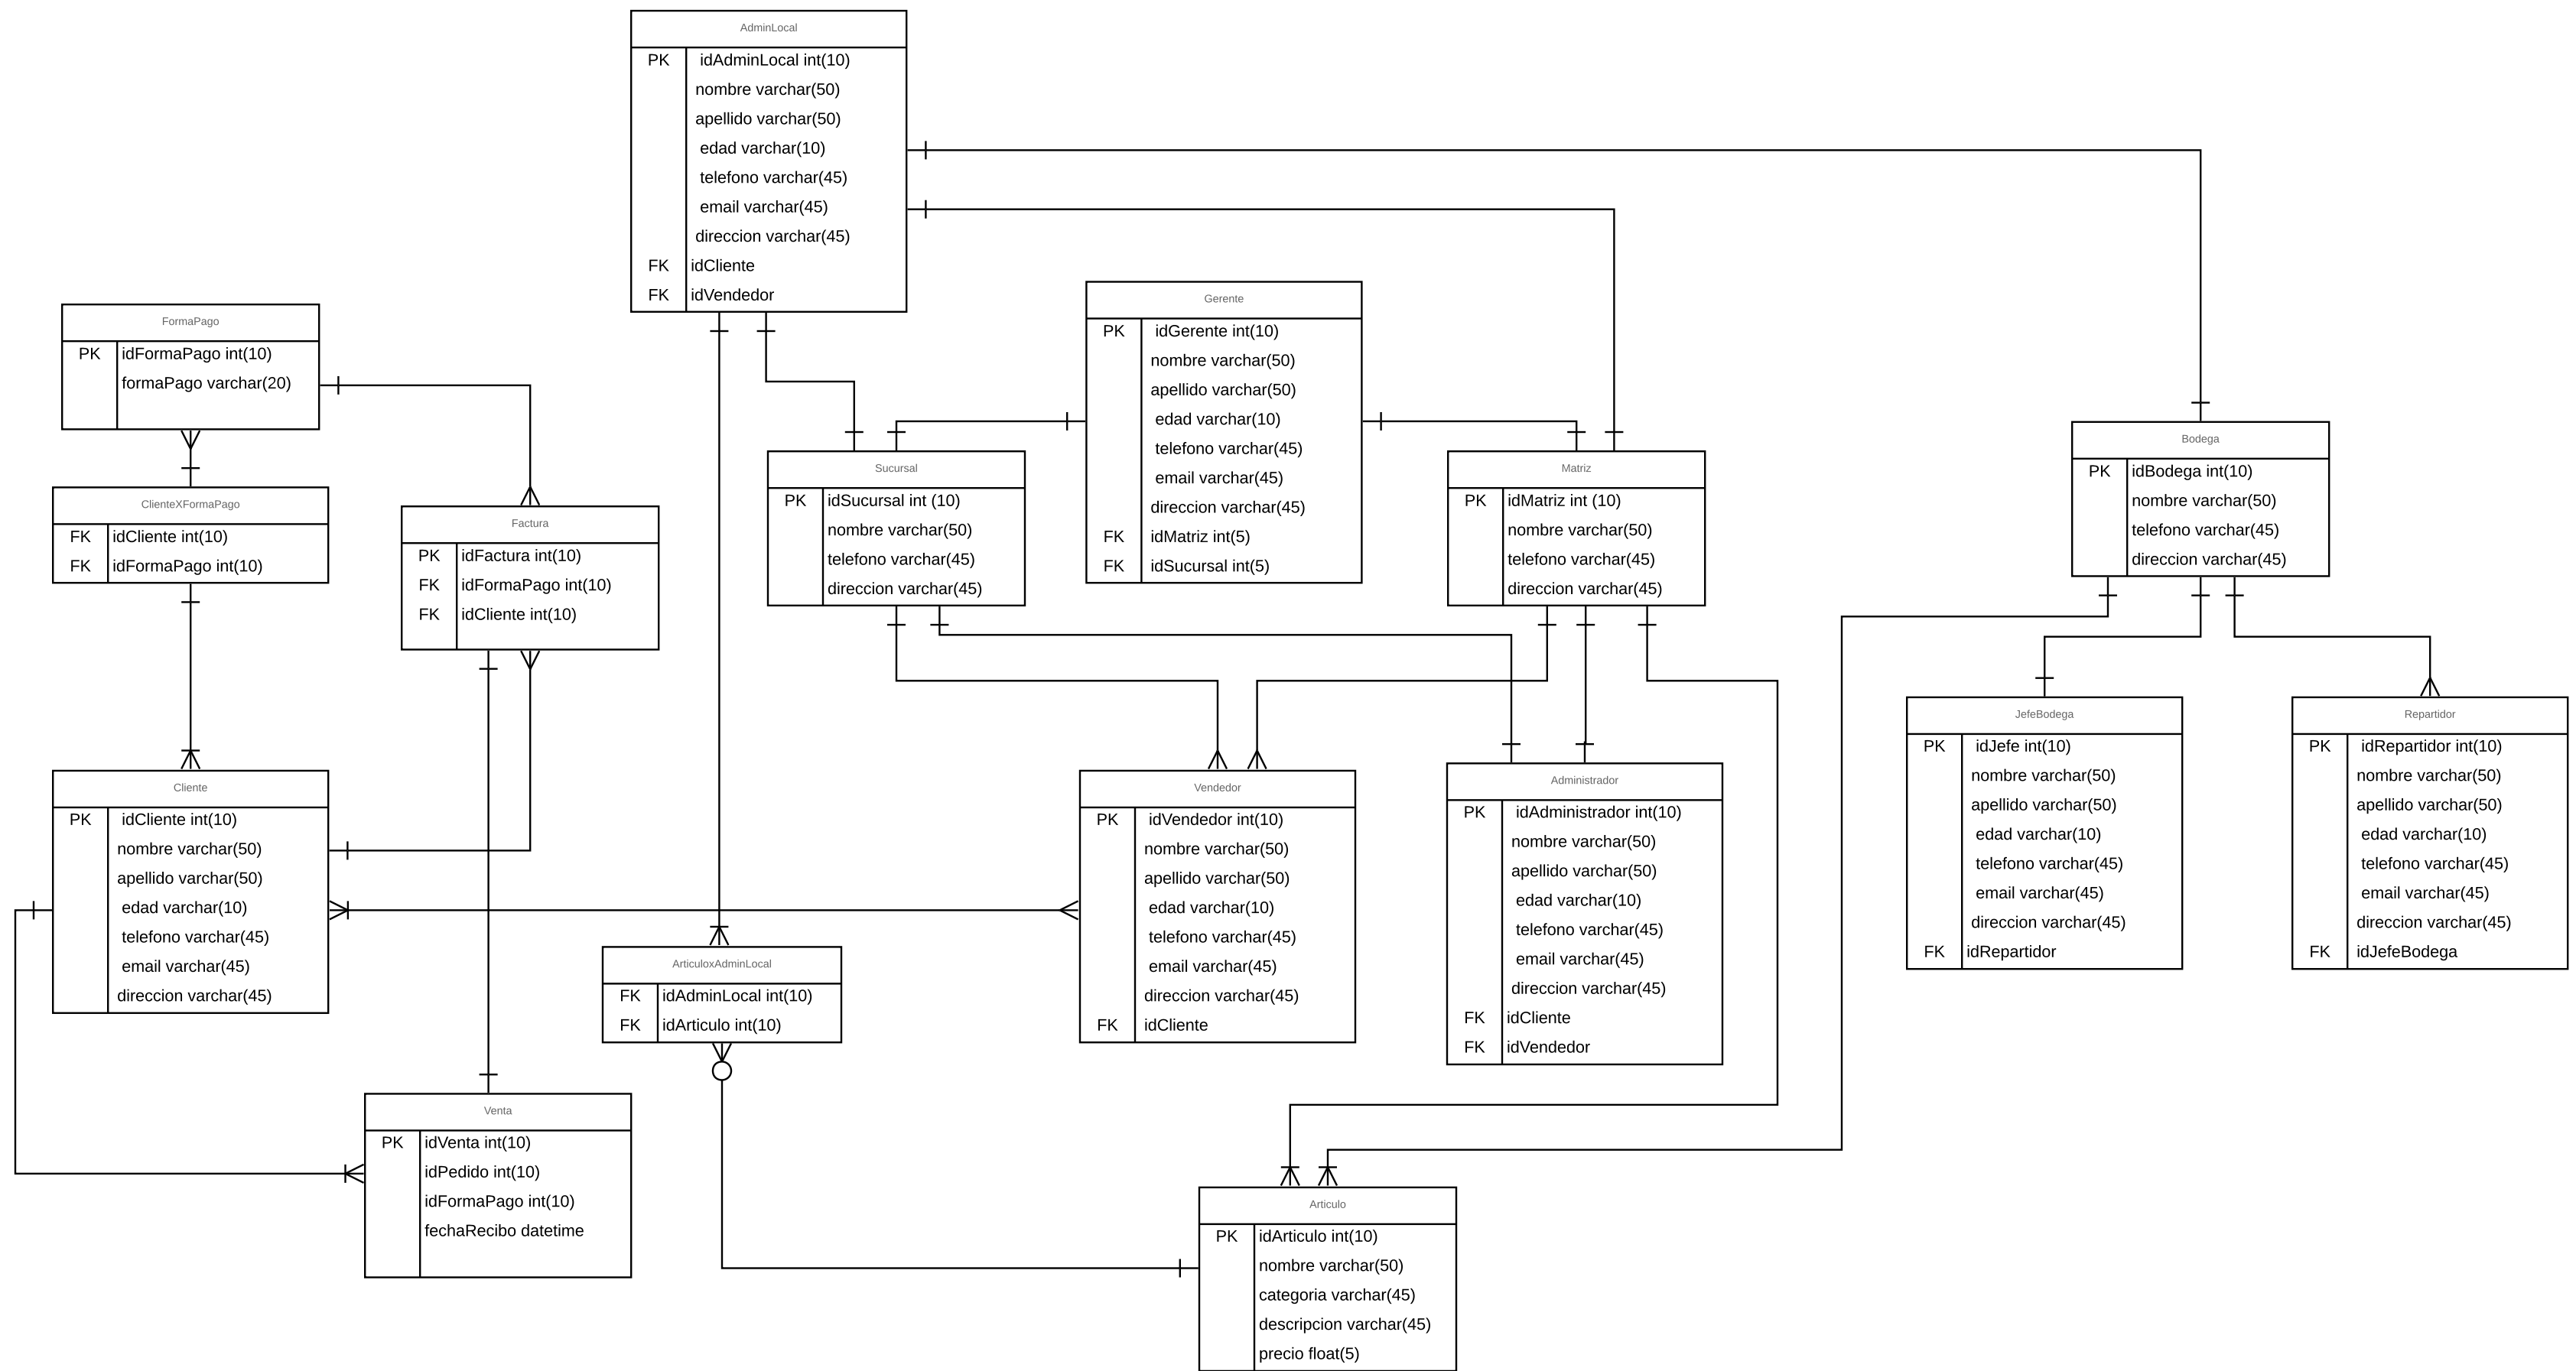 AdminLocal
PK idAdminLocal int(10)
nombre varchar(50)
apellido varchar(50)
edad varchar(10)
telefono varchar(45)
email varchar(45)
direccion varchar(45)
FK idCliente
FK idVendedor
Gerente
PK idGerente int(10)
nombre varchar(50)
apellido varchar(50)
edad varchar(10)
telefono varchar(45)
email varchar(45)
direccion varchar(45)
FK idMatriz int(5)
FK idSucursal int(5)
FormaPago
PK idFormaPago int(10)
formaPago varchar(20)
ClienteXFormaPago
FK idCliente int(10)
FK idFormaPago int(10)
Factura
PK idFactura int(10)
FK idFormaPago int(10)
FK idCliente int(10)
Sucursal
PK idSucursal int (10)
nombre varchar(50)
telefono varchar(45)
direccion varchar(45)
Matriz
PK idMatriz int (10)
nombre varchar(50)
telefono varchar(45)
direccion varchar(45)
Bodega
PK idBodega int(10)
nombre varchar(50)
telefono varchar(45)
direccion varchar(45)
Cliente
PK idCliente int(10)
nombre varchar(50)
apellido varchar(50)
edad varchar(10)
telefono varchar(45)
email varchar(45)
direccion varchar(45)
ArticuloxAdminLocal
FK idAdminLocal int(10)
FK idArticulo int(10)
Vendedor
PK idVendedor int(10)
nombre varchar(50)
apellido varchar(50)
edad varchar(10)
telefono varchar(45)
email varchar(45)
direccion varchar(45)
FK idCliente
Administrador
PK idAdministrador int(10)
nombre varchar(50)
apellido varchar(50)
edad varchar(10)
telefono varchar(45)
email varchar(45)
direccion varchar(45)
FK idCliente
FK idVendedor
JefeBodega
PK idJefe int(10)
nombre varchar(50)
apellido varchar(50)
edad varchar(10)
telefono varchar(45)
email varchar(45)
direccion varchar(45)
FK idRepartidor
Repartidor
PK idRepartidor int(10)
nombre varchar(50)
apellido varchar(50)
edad varchar(10)
telefono varchar(45)
email varchar(45)
direccion varchar(45)
FK idJefeBodega
Venta
PK idVenta int(10)
idPedido int(10)
idFormaPago int(10)
fechaRecibo datetime
Articulo
PK idArticulo int(10)
nombre varchar(50)
categoria varchar(45)
descripcion varchar(45)
precio float(5)